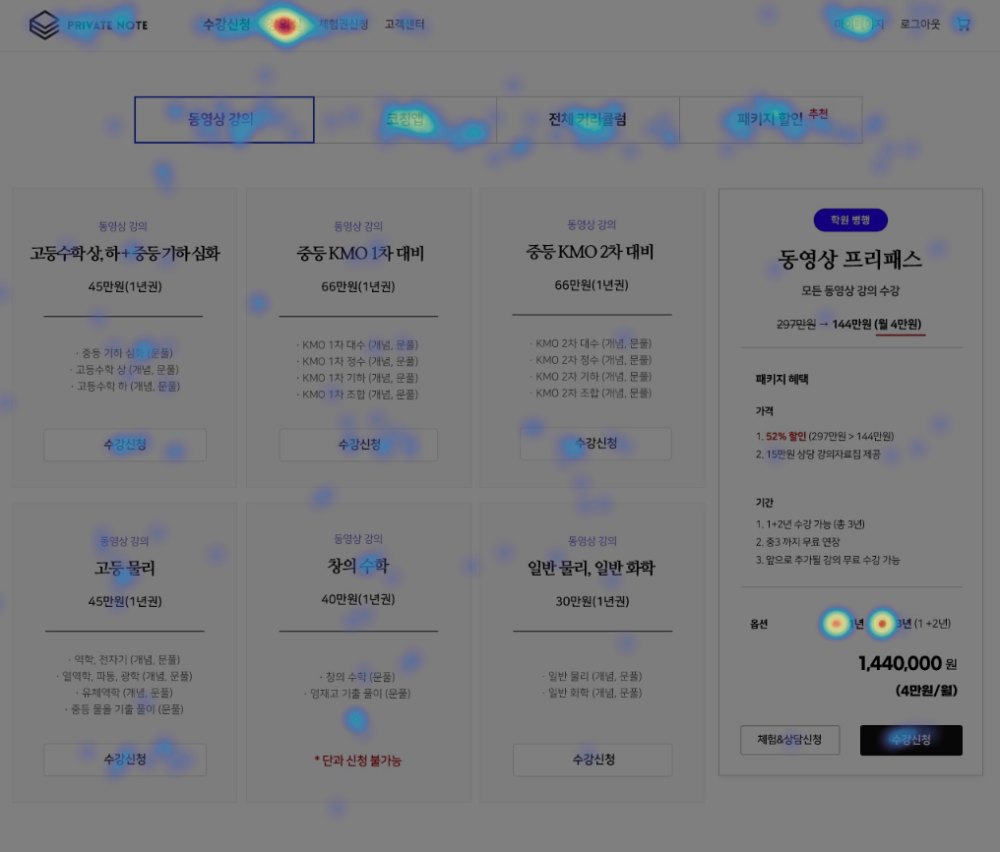 PRIVATE NOTE
수강신청
체험권신청
고객센터
로그아웃
동영상 강의
코칭앱
전체 커리큘럼
패키지 할인 추천
동영상 강의
고등수학 상, 하 + 중등 기하 심화
45만원(1년권)
· 중등 기하 심화 (문풀)
· 고등수학 상 (개념, 문풀)
· 고등수학 하 (개념, 문풀)
수강신청
동영상 강의
중등 KMO 1차 대비
66만원(1년권)
· KMO 1차 대수 (개념, 문풀)
· KMO 1차 정수 (개념, 문풀)
· KMO 1차 기하 (개념, 문풀)
· KMO 1차 조합 (개념, 문풀)
수강신청
동영상 강의
중등 KMO 2차 대비
66만원(1년권)
· KMO 2차 대수 (개념, 문풀)
· KMO 2차 정수 (개념, 문풀)
· KMO 2차 기하 (개념, 문풀)
· KMO 2차 조합 (개념, 문풀)
수강신청
학원 병행
동영상 프리패스
모든 동영상 강의 수강
297만원 → 144만원 (월 4만원)
패키지 혜택
가격
1. 52% 할인 (297만원 > 144만원)
2. 15만원 상당 강의자료집 제공
기간
1. 1+2년 수강 가능 (총 3년)
2. 중3 까지 무료 연장
3. 앞으로 추가될 강의 무료 수강 가능
옵션 1년 3년 (1 +2년)
1,440,000 원
(4만원/월)
체험&상담신청
수강신청
동영상 강의
고등 물리
45만원(1년권)
· 역학, 전자기 (개념, 문풀)
· 열역학, 파동, 광학 (개념, 문풀)
· 유체역학 (개념, 문풀)
· 중등 물올 기출 풀이 (문풀)
수강신청
동영상 강의
창의 수학
40만원(1년권)
· 창의 수학 (문풀)
· 영재고 기출 풀이 (문풀)
* 단과 신청 불가능
동영상 강의
일반 물리, 일반 화학
30만원(1년권)
· 일반 물리 (개념, 문풀)
· 일반 화학 (개념, 문풀)
수강신청